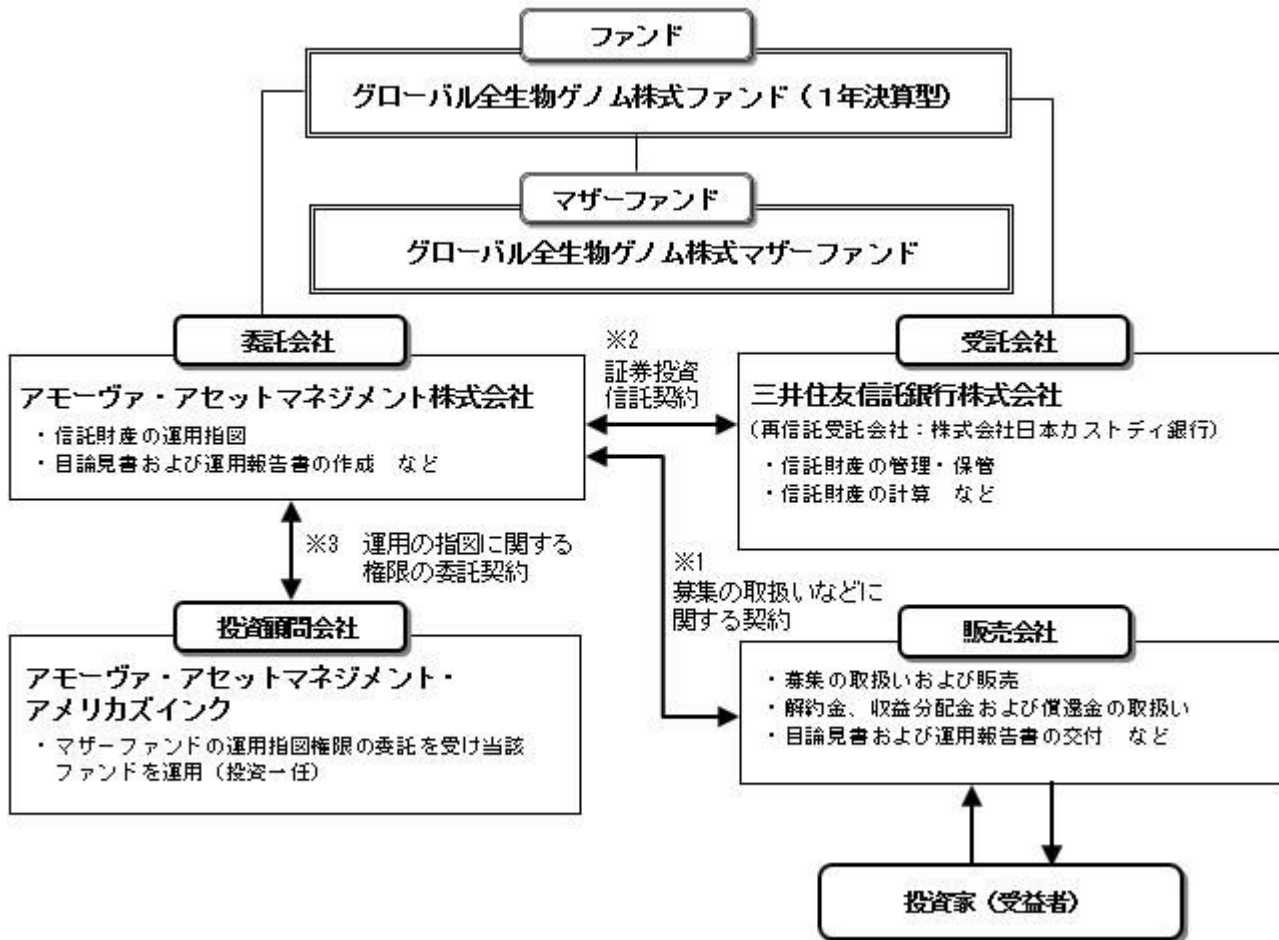 ファンド
グローバル全生物ゲノム株式ファンド(1年決算型)
マザーファンド
グローバル全生物ゲノム株式マザーファンド
委託会社
アモーヴァ・アセットマネジメント株式会社
・信託財産の運用指図
・目論見書および運用報告書の作成 など
※2
証券投資
信託契約
受託会社
三井住友信託銀行株式会社
(再信託受託会社:株式会社日本カストディ銀行)
・信託財産の管理・保管
・信託財産の計算 など
※3 運用の指図に関する
権限の委託契約
※1
募集の取扱いなどに
関する契約
投資顧問会社
アモーヴァ・アセットマネジメント・
アメリカズインク
・マザーファンドの運用指図権限の委託を受け当該
ファンドを運用(投資一任)
販売会社
・募集の取扱いおよび販売
・解約金、収益分配金および償還金の取扱い
・目論見書および運用報告書の交付 など
投資家(受益者)